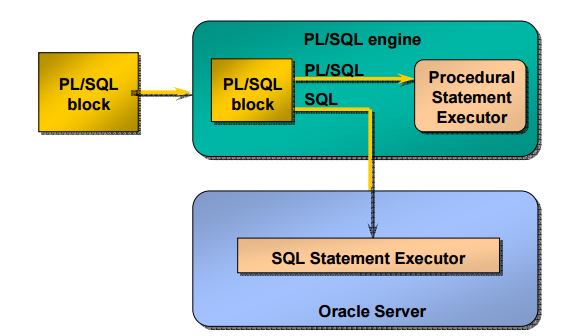 PL/SQL engine
PL/SQL
block
PL/SQL
block
PL/SQL
SQL
Procedural
Statement
Executor
SQL Statement Executor
Oracle Server